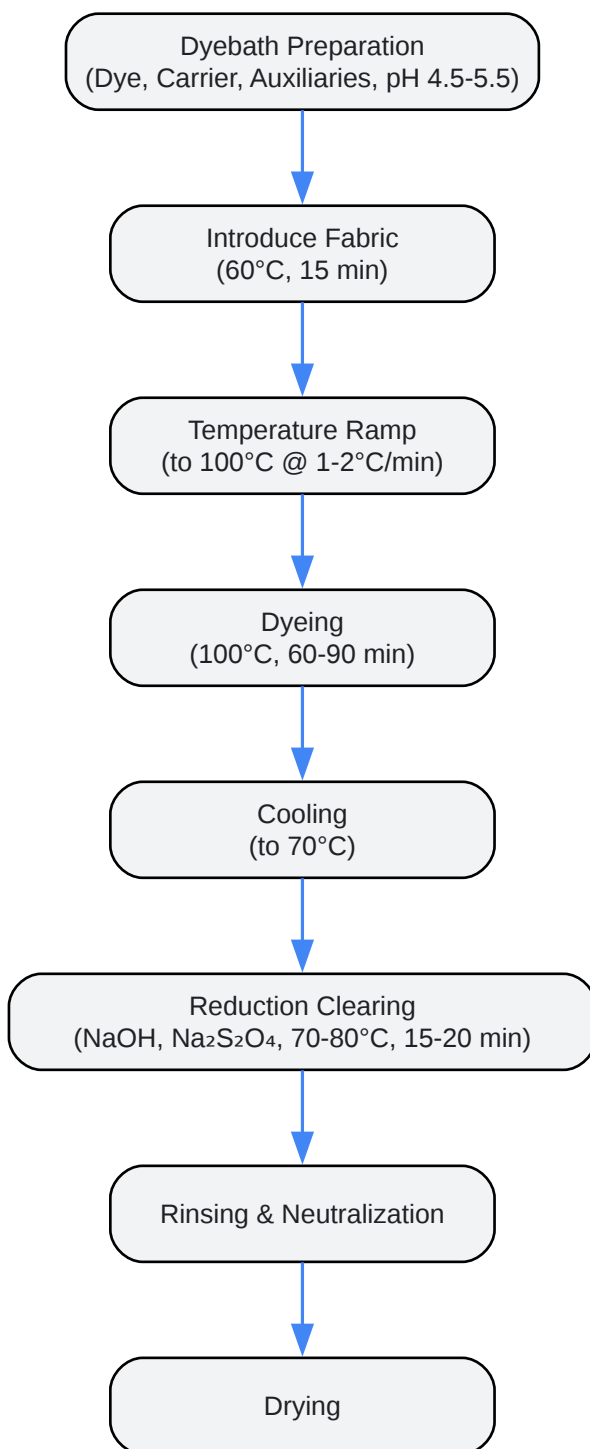 Dyebath Preparation
(Dye, Carrier, Auxiliaries, pH 4.5-5.5)
Introduce Fabric
(60°C, 15 min)
Temperature Ramp
(to 100°C @ 1-2°C/min)
Dyeing
(100°C, 60-90 min)
Cooling
(to 70°C)
Reduction Clearing
(NaOH, Na₂S₂O₄, 70-80°C, 15-20 min)
Rinsing & Neutralization
Drying